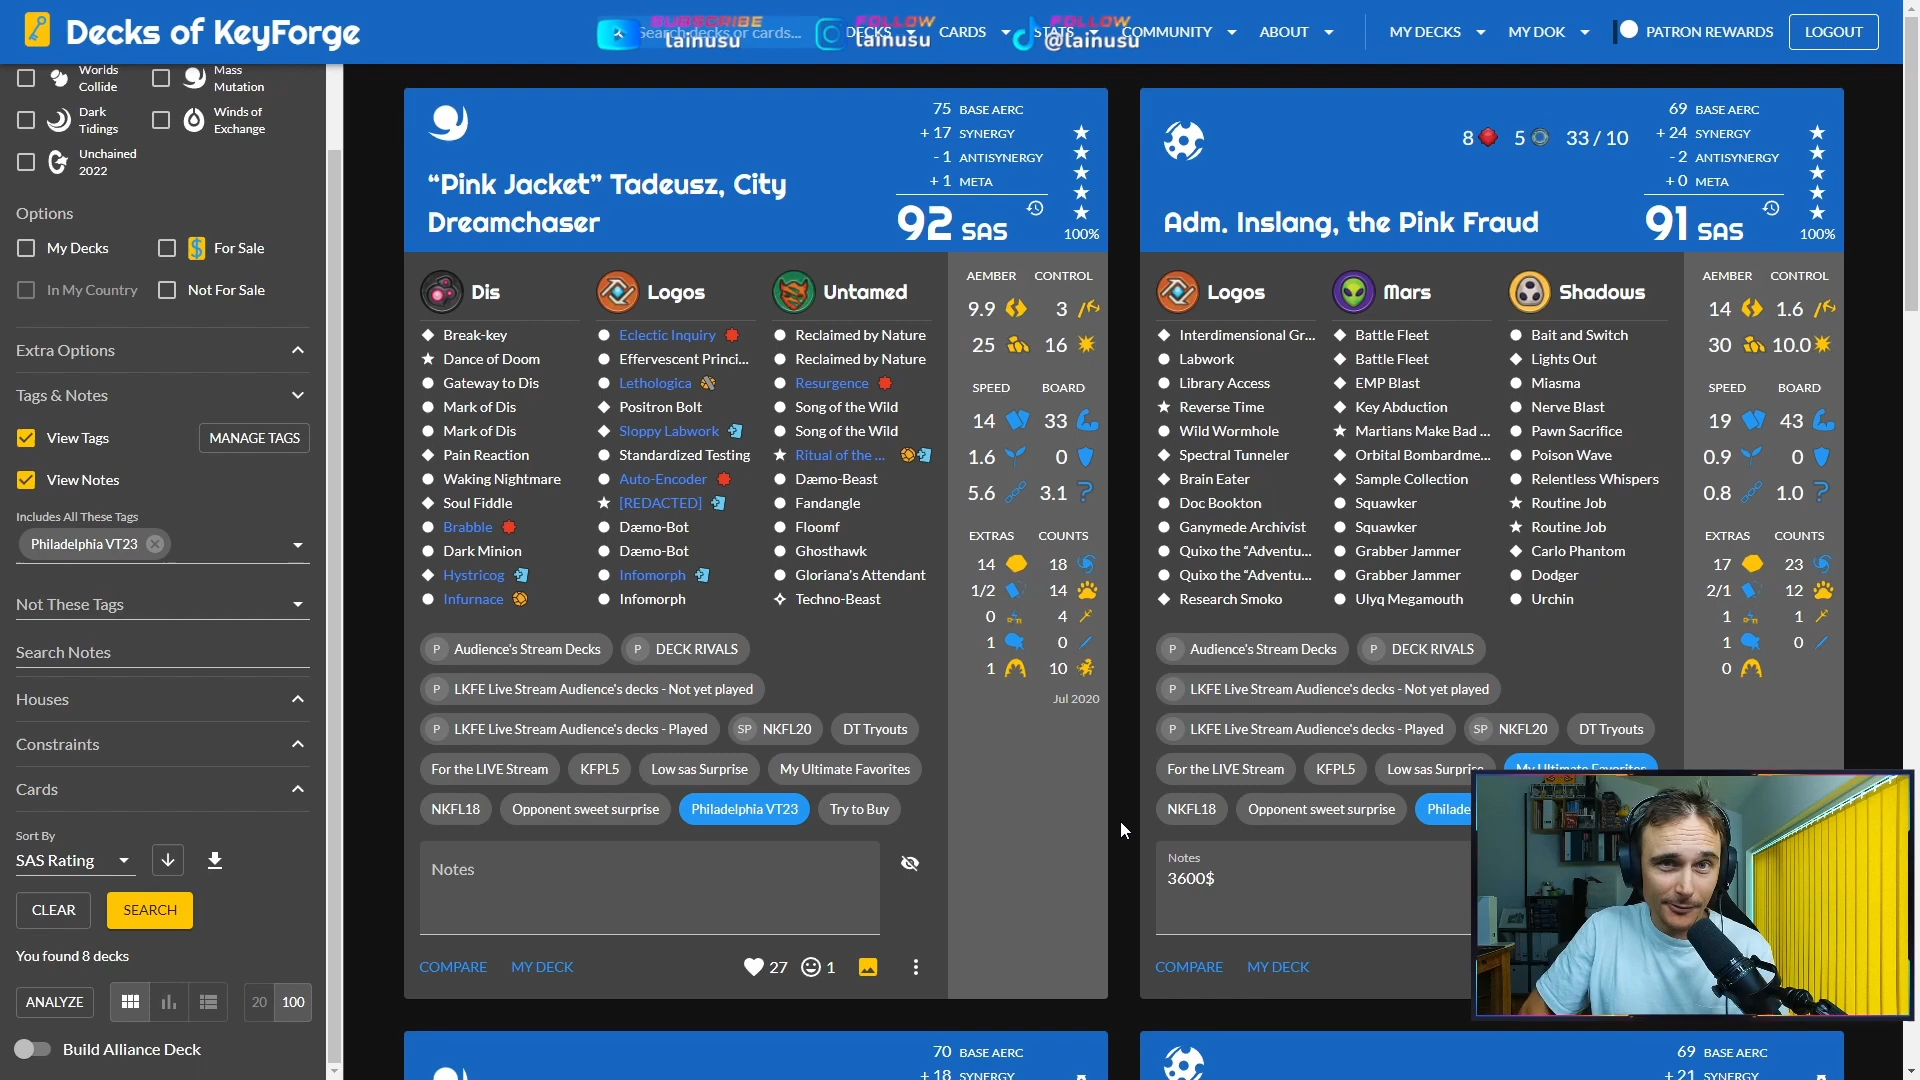 Decks of KeyForge
SUBSCRIBE
lainusu
Search decks or cards...
FOLLOW
lainusu
DECKS
CARDS
FOLLOW
@lainusu
STATS
COMMUNITY
ABOUT
MY DECKS
MY DOK
PATRON REWARDS
LOGOUT
Worlds Collide
Mass Mutation
Dark Tidings
Winds of Exchange
Unchained 2022
Options
My Decks
For Sale
In My Country
Not For Sale
Extra Options
Tags & Notes
View Tags
MANAGE TAGS
View Notes
Includes All These Tags
Philadelphia VT23
Not These Tags
Search Notes
Houses
Constraints
Cards
Sort By
SAS Rating
CLEAR
SEARCH
You found 8 decks
ANALYZE
20
100
Build Alliance Deck
“Pink Jacket” Tadeusz, City
Dreamchaser
75 BASE AERC
+ 17 SYNERGY
- 1 ANTISYNERGY
+ 1 META
92 SAS
100%
Dis
Break-key
Dance of Doom
Gateway to Dis
Mark of Dis
Mark of Dis
Pain Reaction
Waking Nightmare
Soul Fiddle
Brabble
Dark Minion
Hystricog
Infurnace
Logos
Eclectic Inquiry
Effervescent Princi...
Lethologica
Positron Bolt
Sloppy Labwork
Standardized Testing
Auto-Encoder
[REDACTED]
Dæmo-Bot
Dæmo-Bot
Infomorph
Infomorph
Untamed
Reclaimed by Nature
Reclaimed by Nature
Resurgence
Song of the Wild
Song of the Wild
Ritual of the ...
Dæmo-Beast
Fandangle
Floomf
Ghosthawk
Gloriana's Attendant
Techno-Beast
AEMBER CONTROL
9.9 3
25 16
SPEED BOARD
14 33
1.6 0
5.6 3.1
EXTRAS COUNTS
14 18
1/2 14
0 4
1 0
1 10
Jul 2020
P Audience's Stream Decks
P DECK RIVALS
P LKFE Live Stream Audience's decks - Not yet played
P LKFE Live Stream Audience's decks - Played
SP NKFL20
DT Tryouts
For the LIVE Stream
KFPL5
Low sas Surprise
My Ultimate Favorites
NKFL18
Opponent sweet surprise
Philadelphia VT23
Try to Buy
Notes
COMPARE
MY DECK
27
1
8 5 33 / 10
Adm. Inslang, the Pink Fraud
69 BASE AERC
+ 24 SYNERGY
- 2 ANTISYNERGY
+ 0 META
91 SAS
100%
Logos
Interdimensional Gr...
Labwork
Library Access
Reverse Time
Wild Wormhole
Spectral Tunneler
Brain Eater
Doc Bookton
Ganymede Archivist
Quixo the “Adventu...
Quixo the “Adventu...
Research Smoko
Mars
Battle Fleet
Battle Fleet
EMP Blast
Key Abduction
Martians Make Bad ...
Orbital Bombardme...
Sample Collection
Squawker
Squawker
Grabber Jammer
Grabber Jammer
Ulyq Megamouth
Shadows
Bait and Switch
Lights Out
Miasma
Nerve Blast
Pawn Sacrifice
Poison Wave
Relentless Whispers
Routine Job
Routine Job
Carlo Phantom
Dodger
Urchin
AEMBER CONTROL
14 1.6
30 10.0
SPEED BOARD
19 43
0.9 0
0.8 1.0
EXTRAS COUNTS
17 23
2/1 12
1 1
1 0
0
P Audience's Stream Decks
P DECK RIVALS
P LKFE Live Stream Audience's decks - Not yet played
P LKFE Live Stream Audience's decks - Played
SP NKFL20
DT Tryouts
For the LIVE Stream
KFPL5
Low sas Surprise
My Ultimate Favorites
NKFL18
Opponent sweet surprise
Philade
Notes
3600$
COMPARE
MY DECK
70 BASE AERC
+ 18 SYNERGY
69 BASE AERC
+ 21 SYNERGY